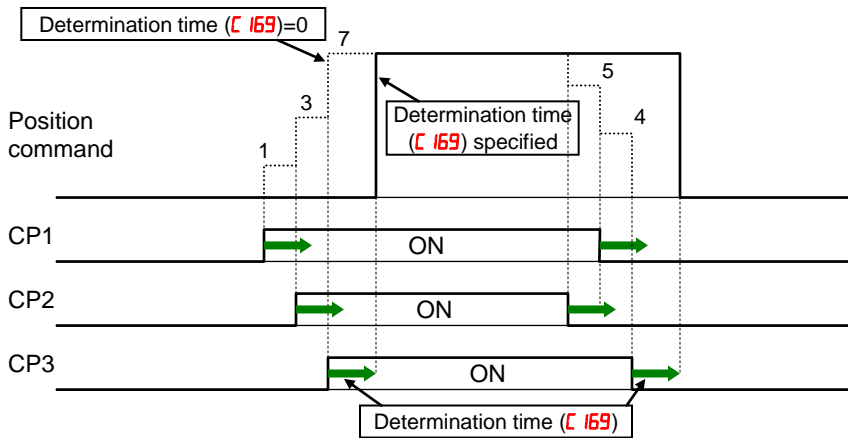 Determination time (C169)=0
7
5
3
Determination time
(C169) specified
4
Position
command
1
CP1
ON
CP2
ON
CP3
ON
Determination time (C169)